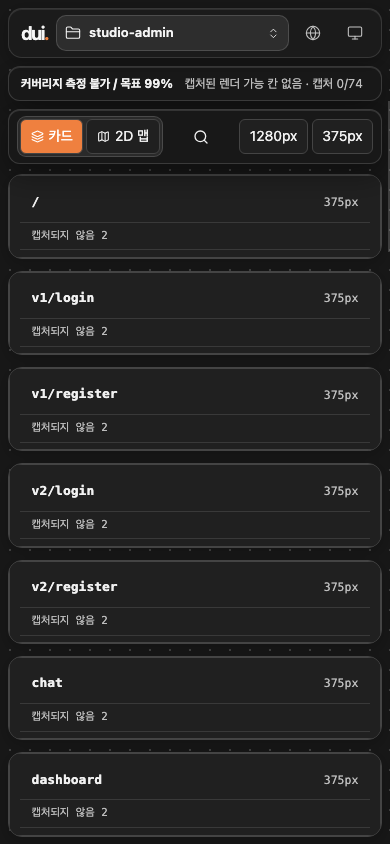 dui. studio-admin
커버리지 측정 불가 / 목표 99% 캡처된 렌더 가능 칸 없음 · 캡처 0/74
카드 2D 맵 1280px 375px
/ 375px
캡처되지 않음 2
v1/login 375px
캡처되지 않음 2
v1/register 375px
캡처되지 않음 2
v2/login 375px
캡처되지 않음 2
v2/register 375px
캡처되지 않음 2
chat 375px
캡처되지 않음 2
dashboard 375px
캡처되지 않음 2